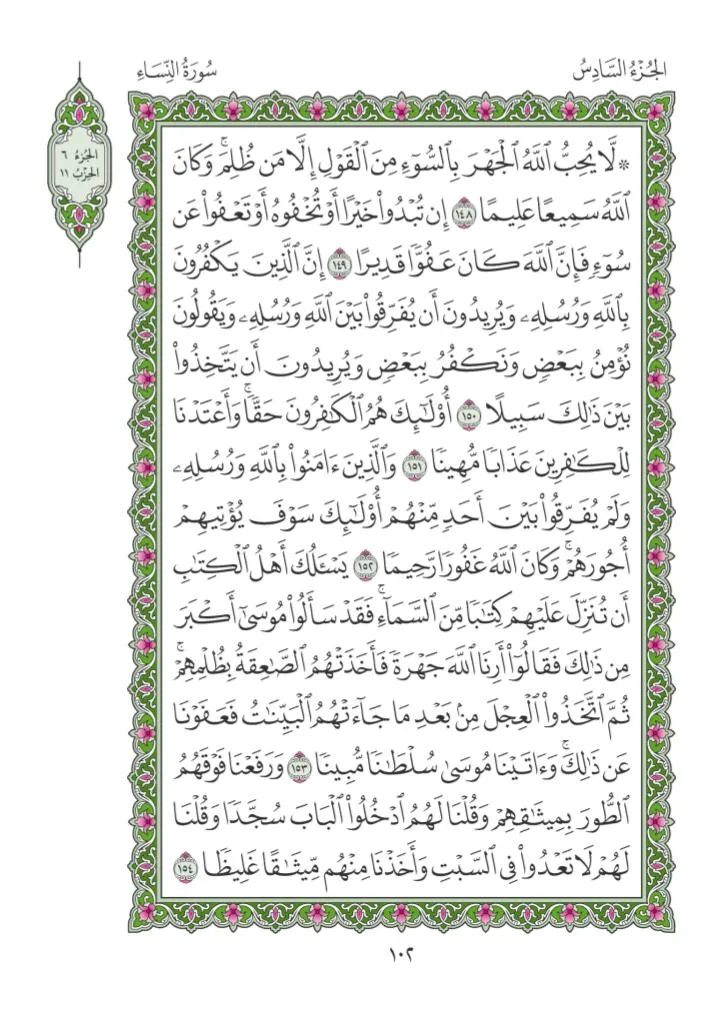 الجُزْءُ السَّادِسُ
سُورَةُ النِّسَاءِ
الجُزْءُ ٦
الحِزْبُ ١١
۞ لَّا يُحِبُّ ٱللَّهُ ٱلْجَهْرَ بِٱلسُّوٓءِ مِنَ ٱلْقَوْلِ إِلَّا مَن ظُلِمَۚ وَكَانَ
ٱللَّهُ سَمِيعًا عَلِيمًا ١٤٨ إِن تُبْدُوا۟ خَيْرًا أَوْ تُخْفُوهُ أَوْ تَعْفُوا۟ عَن
سُوٓءٍ فَإِنَّ ٱللَّهَ كَانَ عَفُوًّا قَدِيرًا ١٤٩ إِنَّ ٱلَّذِينَ يَكْفُرُونَ
بِٱللَّهِ وَرُسُلِهِۦ وَيُرِيدُونَ أَن يُفَرِّقُوا۟ بَيْنَ ٱللَّهِ وَرُسُلِهِۦ وَيَقُولُونَ
نُؤْمِنُ بِبَعْضٍ وَنَكْفُرُ بِبَعْضٍ وَيُرِيدُونَ أَن يَتَّخِذُوا۟
بَيْنَ ذَٰلِكَ سَبِيلًا ١٥٠ أُو۟لَٰٓئِكَ هُمُ ٱلْكَٰفِرُونَ حَقًّاۚ وَأَعْتَدْنَا
لِلْكَٰفِرِينَ عَذَابًا مُّهِينًا ١٥١ وَٱلَّذِينَ ءَامَنُوا۟ بِٱللَّهِ وَرُسُلِهِۦ
وَلَمْ يُفَرِّقُوا۟ بَيْنَ أَحَدٍ مِّنْهُمْ أُو۟لَٰٓئِكَ سَوْفَ يُؤْتِيهِمْ
أُجُورَهُمْۚ وَكَانَ ٱللَّهُ غَفُورًا رَّحِيمًا ١٥٢ يَسْـَٔلُكَ أَهْلُ ٱلْكِتَٰبِ
أَن تُنَزِّلَ عَلَيْهِمْ كِتَٰبًا مِّنَ ٱلسَّمَآءِۚ فَقَدْ سَأَلُوا۟ مُوسَىٰٓ أَكْبَرَ
مِن ذَٰلِكَ فَقَالُوٓا۟ أَرِنَا ٱللَّهَ جَهْرَةً فَأَخَذَتْهُمُ ٱلصَّٰعِقَةُ بِظُلْمِهِمْۚ
ثُمَّ ٱتَّخَذُوا۟ ٱلْعِجْلَ مِنۢ بَعْدِ مَا جَآءَتْهُمُ ٱلْبَيِّنَٰتُ فَعَفَوْنَا
عَن ذَٰلِكَۚ وَءَاتَيْنَا مُوسَىٰ سُلْطَٰنًا مُّبِينًا ١٥٣ وَرَفَعْنَا فَوْقَهُمُ
ٱلطُّورَ بِمِيثَٰقِهِمْ وَقُلْنَا لَهُمُ ٱدْخُلُوا۟ ٱلْبَابَ سُجَّدًا وَقُلْنَا
لَهُمْ لَا تَعْدُوا۟ فِى ٱلسَّبْتِ وَأَخَذْنَا مِنْهُم مِّيثَٰقًا غَلِيظًا ١٥٤
١٠٢